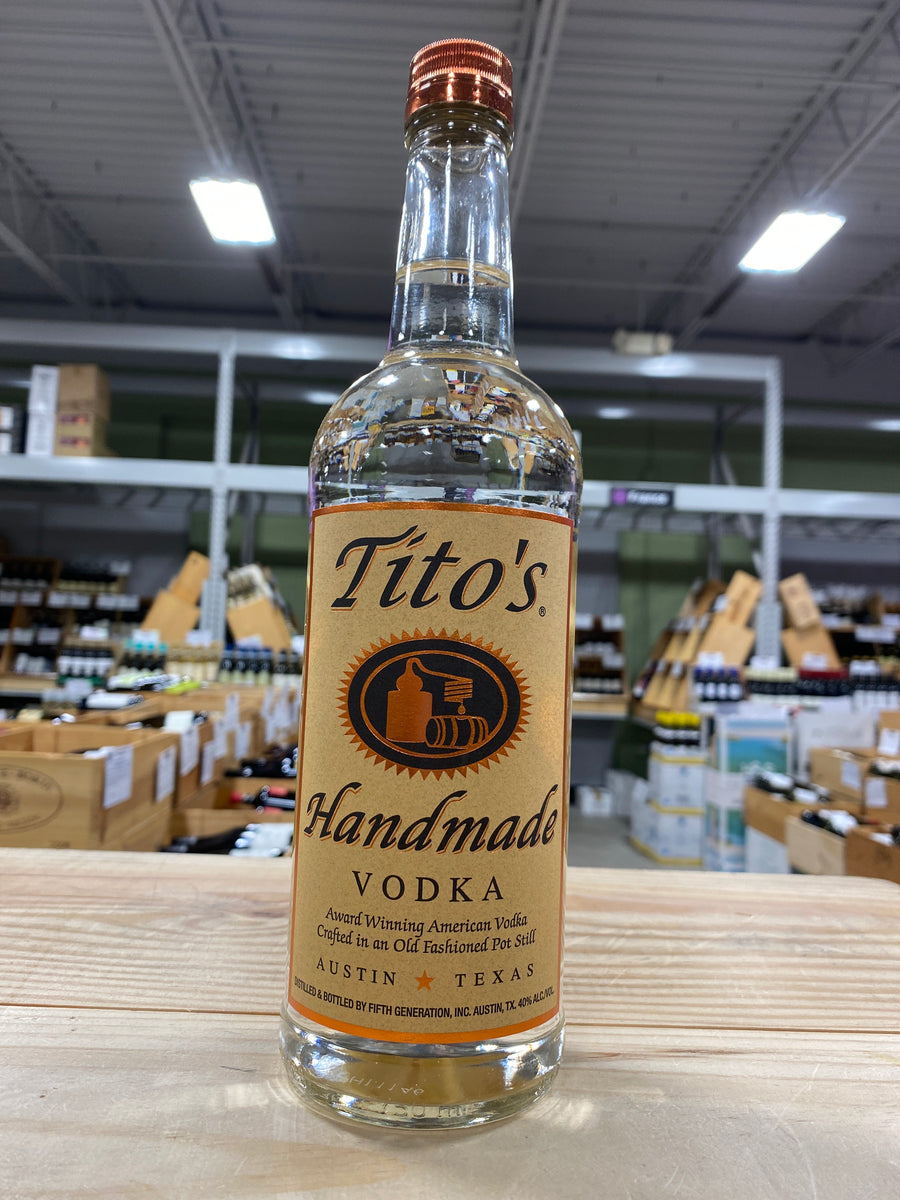 Tito's®
Handmade
VODKA
Award Winning American Vodka
Crafted in an Old Fashioned Pot Still
AUSTIN ★ TEXAS
DISTILLED & BOTTLED BY FIFTH GENERATION, INC. AUSTIN, TX. 40% ALC./VOL.
France